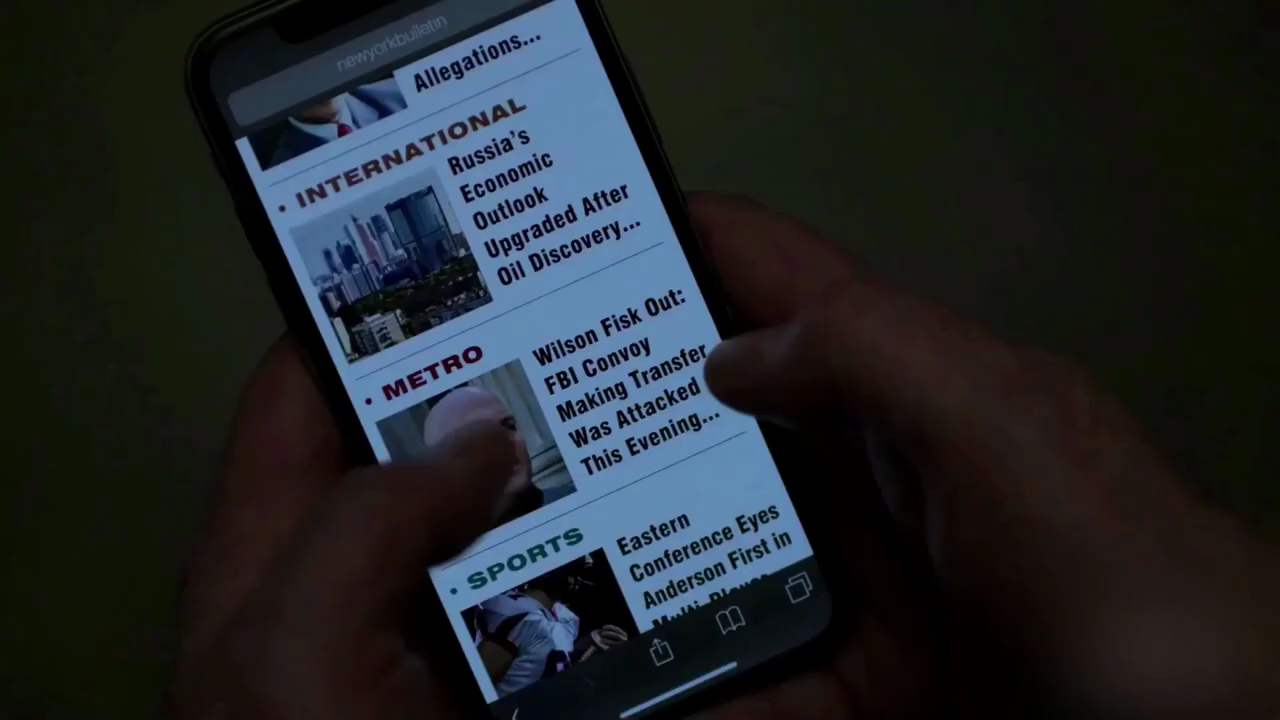 newyorkbulletin
Allegations...
• INTERNATIONAL
Russia's
Economic
Outlook
Upgraded After
Oil Discovery...
• METRO
Wilson Fisk Out:
FBI Convoy
Making Transfer
Was Attacked
This Evening...
• SPORTS
Eastern
Conference Eyes
Anderson First in